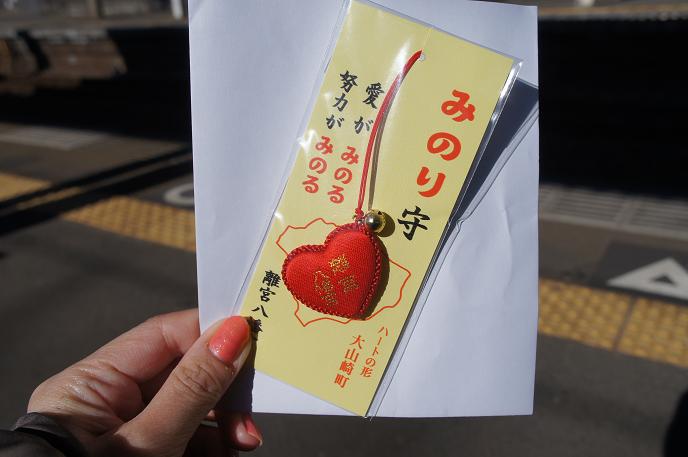 みのり守
愛がみのる
努力がみのる
ハートの形
大山崎町
離宮八